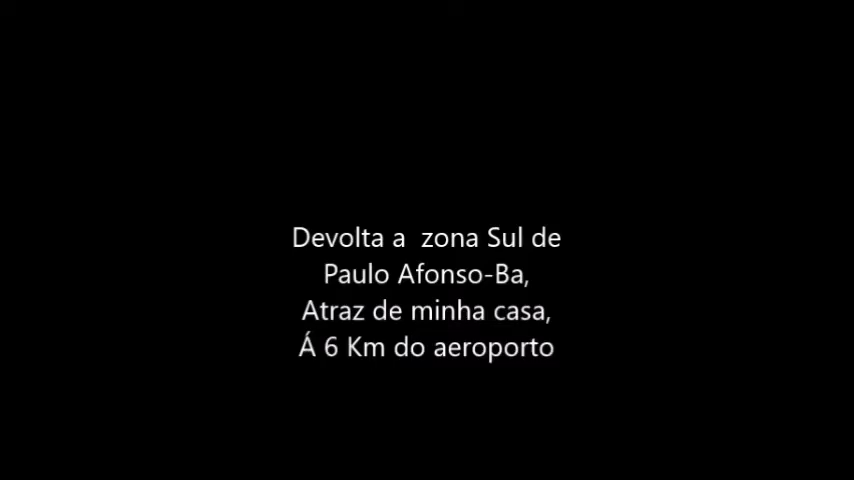 Devolta a  zona Sul de
Paulo Afonso-Ba,
Atraz de minha casa,
Á 6 Km do aeroporto